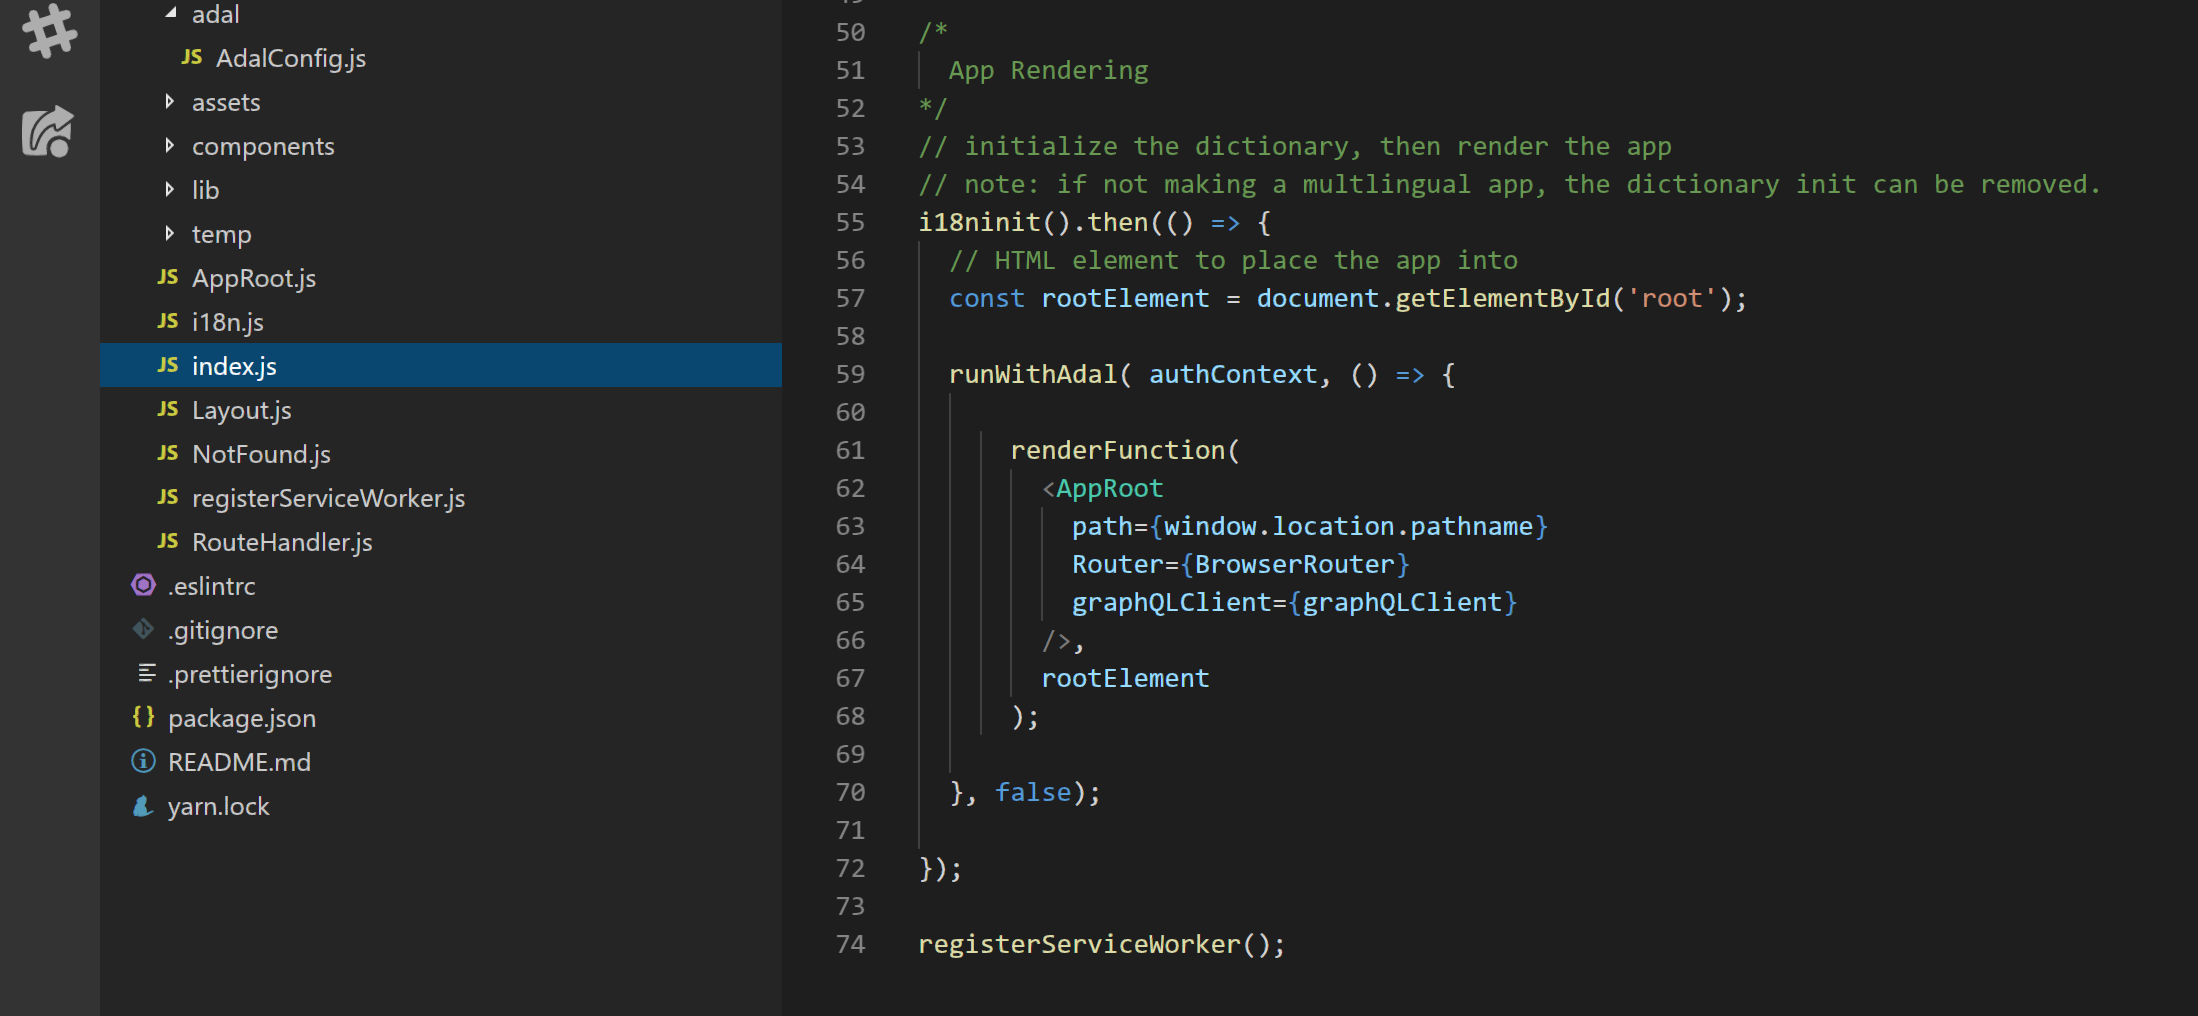 adal
JS AdalConfig.js
assets
components
lib
temp
JS AppRoot.js
JS i18n.js
JS index.js
JS Layout.js
JS NotFound.js
JS registerServiceWorker.js
JS RouteHandler.js
.eslintrc
.gitignore
.prettierignore
{} package.json
README.md
yarn.lock
50 /*
51 App Rendering
52 */
53 // initialize the dictionary, then render the app
54 // note: if not making a multlingual app, the dictionary init can be removed.
55 i18ninit().then(() => {
56 // HTML element to place the app into
57 const rootElement = document.getElementById('root');
58
59 runWithAdal( authContext, () => {
60
61 renderFunction(
62 <AppRoot
63 path={window.location.pathname}
64 Router={BrowserRouter}
65 graphQLClient={graphQLClient}
66 />,
67 rootElement
68 );
69
70 }, false);
71
72 });
73
74 registerServiceWorker();